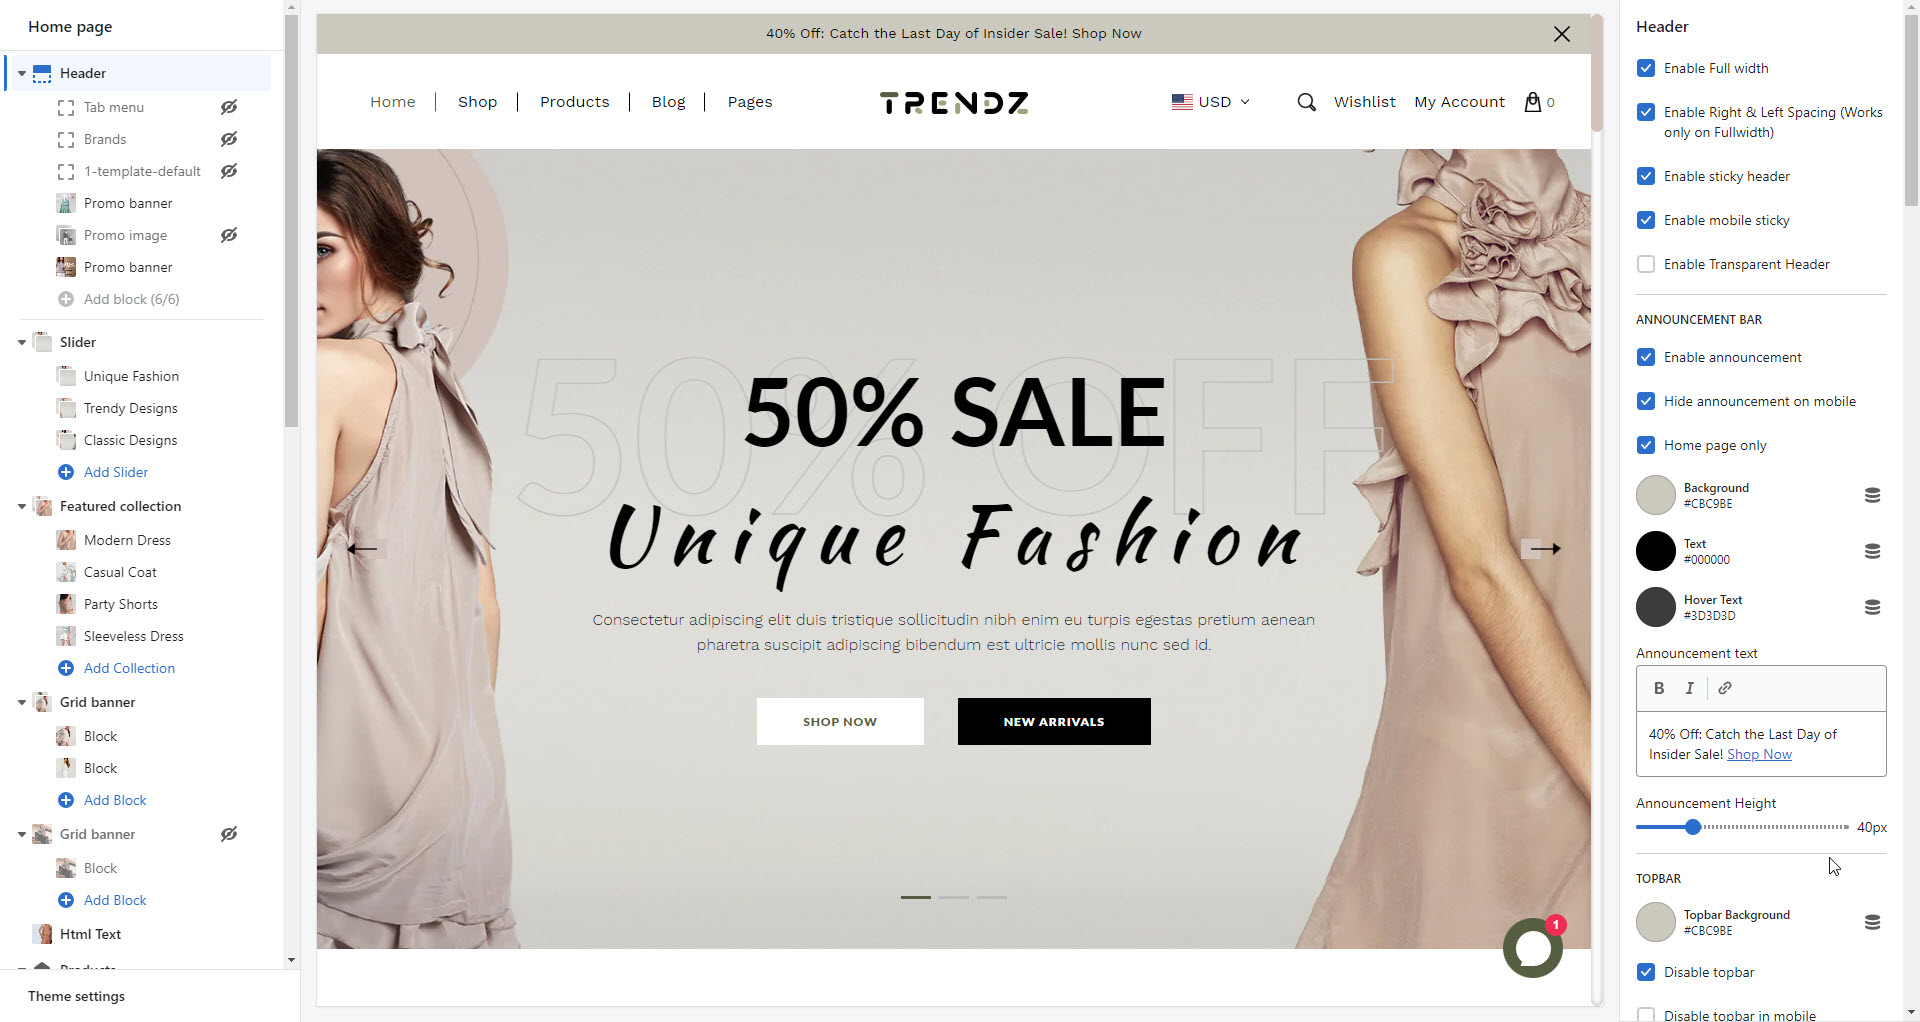 Home page
Header
Tab menu
Brands
1-template-default
Promo banner
Promo image
Promo banner
Add block (6/6)
Slider
Unique Fashion
Trendy Designs
Classic Designs
Add Slider
Featured collection
Modern Dress
Casual Coat
Party Shorts
Sleeveless Dress
Add Collection
Grid banner
Block
Block
Add Block
Grid banner
Block
Add Block
Html Text
Products
Theme settings
40% Off: Catch the Last Day of Insider Sale! Shop Now
Home
Shop
Products
Blog
Pages
TRENDZ
USD
Wishlist
My Account
0
50% OFF
50% SALE
Unique Fashion
Consectetur adipiscing elit duis tristique sollicitudin nibh enim eu turpis egestas pretium aenean
pharetra suscipit adipiscing bibendum est ultricie mollis nunc sed id.
SHOP NOW
NEW ARRIVALS
1
Header
Enable Full width
Enable Right & Left Spacing (Works
only on Fullwidth)
Enable sticky header
Enable mobile sticky
Enable Transparent Header
ANNOUNCEMENT BAR
Enable announcement
Hide announcement on mobile
Home page only
Background
#CBC9BE
Text
#000000
Hover Text
#3D3D3D
Announcement text
B I
40% Off: Catch the Last Day of
Insider Sale! Shop Now
Announcement Height
40px
TOPBAR
Topbar Background
#CBC9BE
Disable topbar
Disable topbar in mobile